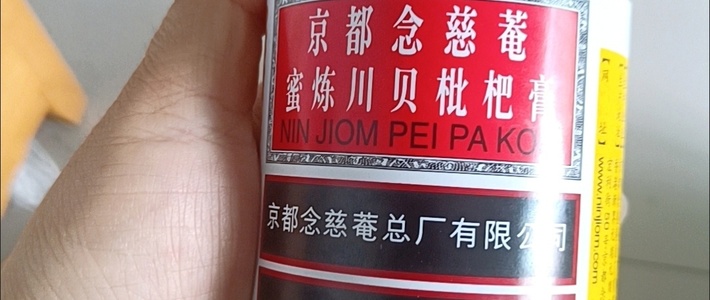 京都念慈菴
蜜炼川贝枇杷膏
NIN JIOM PEI PA KO
京都念慈菴总厂有限公司
www.ninjiom.com